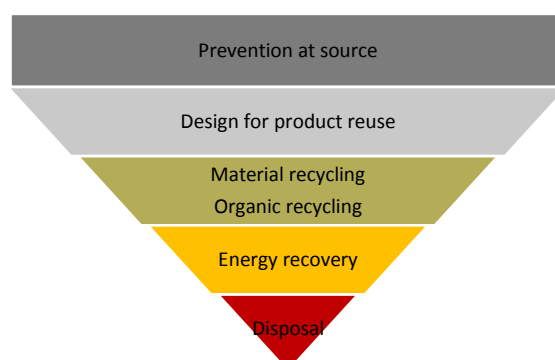 Prevention at source
Design for product reuse
Material recycling
Organic recycling
Energy recovery
Disposal